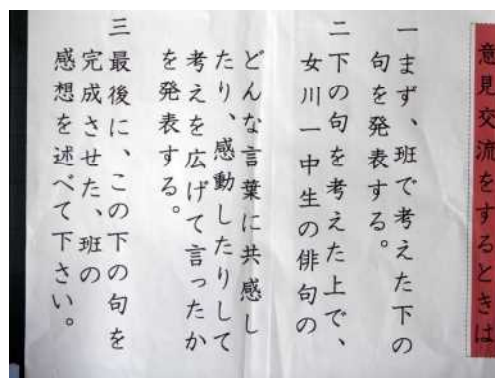 意見交流をするときは
一まず、班で考えた下の
句を発表する。
二下の句を考えた上で、
女川一中生の俳句の
どんな言葉に共感し
たり、感動したりして
考えを広げて言ったか
を発表する。
三最後に、この下の句を
完成させた、班の
感想を述べて下さい。